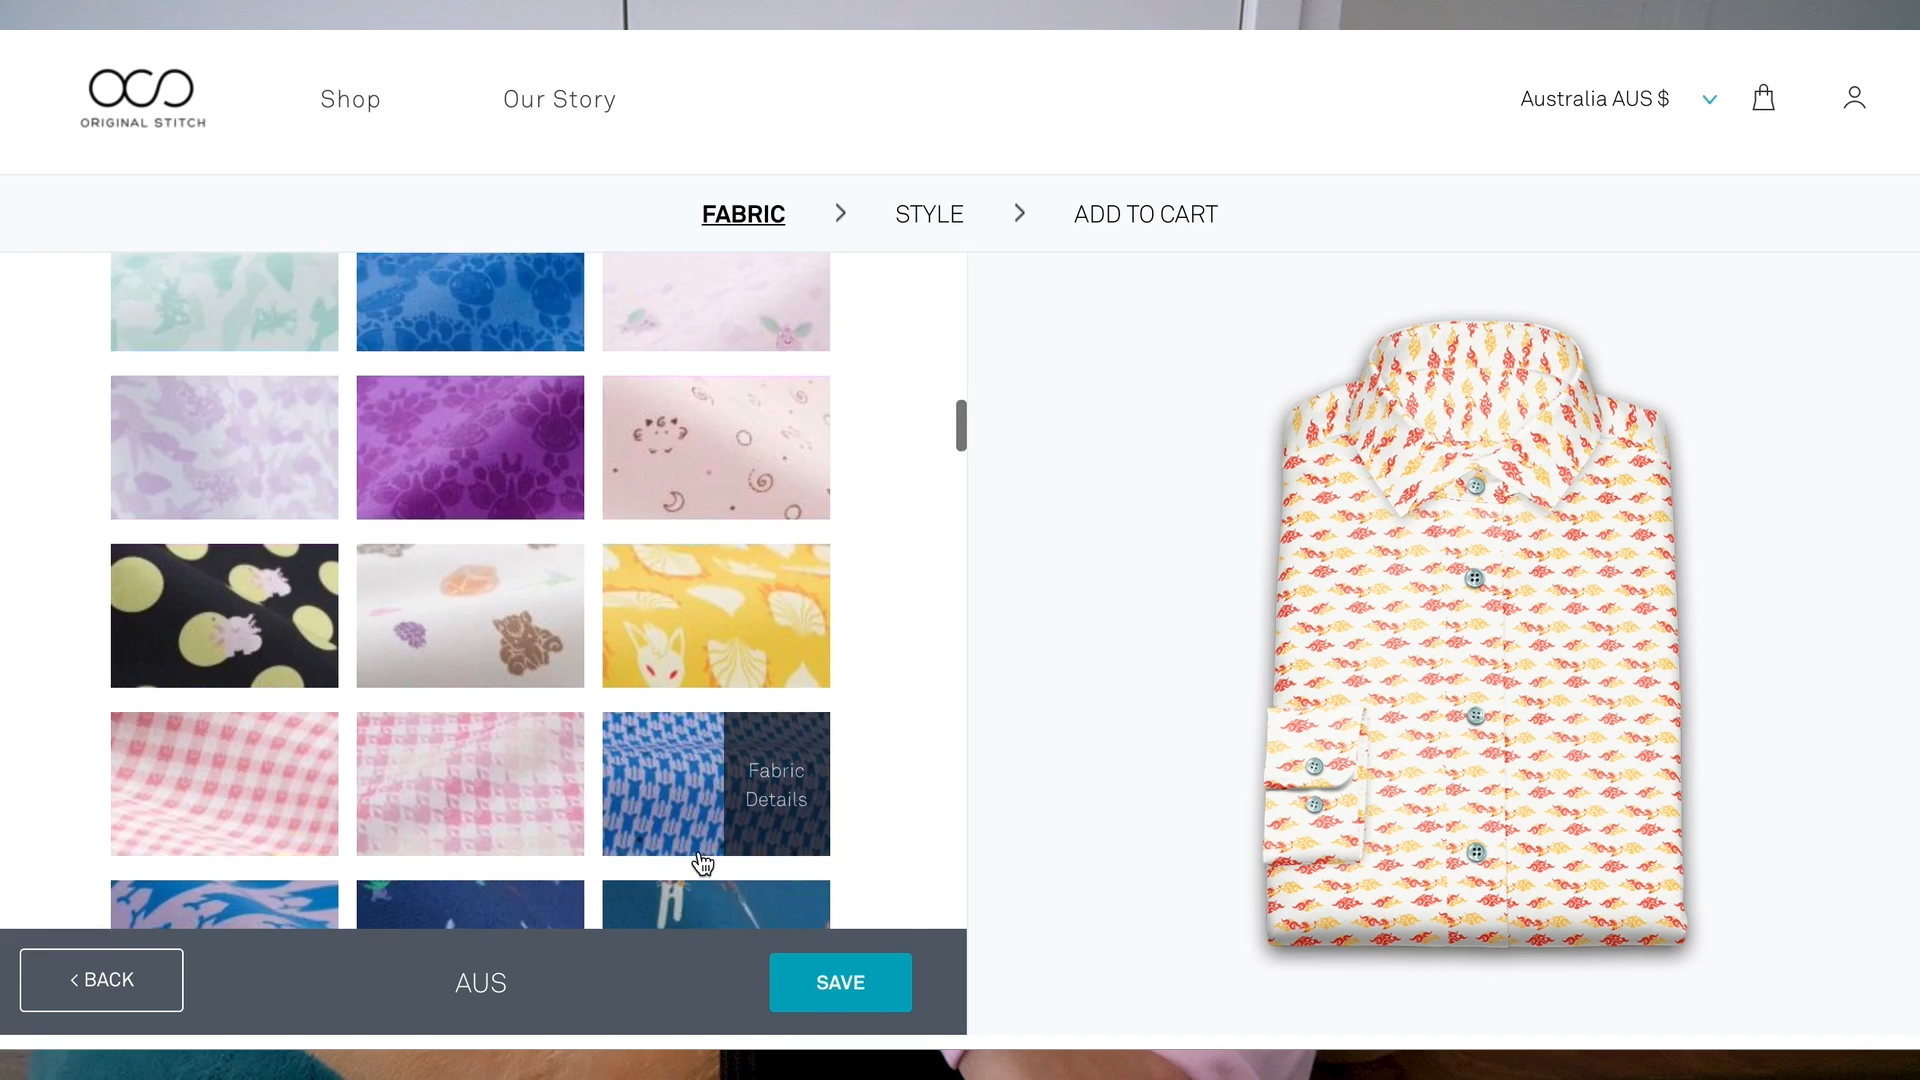 ORIGINAL STITCH
Shop
Our Story
Australia AUS $
FABRIC
STYLE
ADD TO CART
Fabric
Details
< BACK
AUS
SAVE